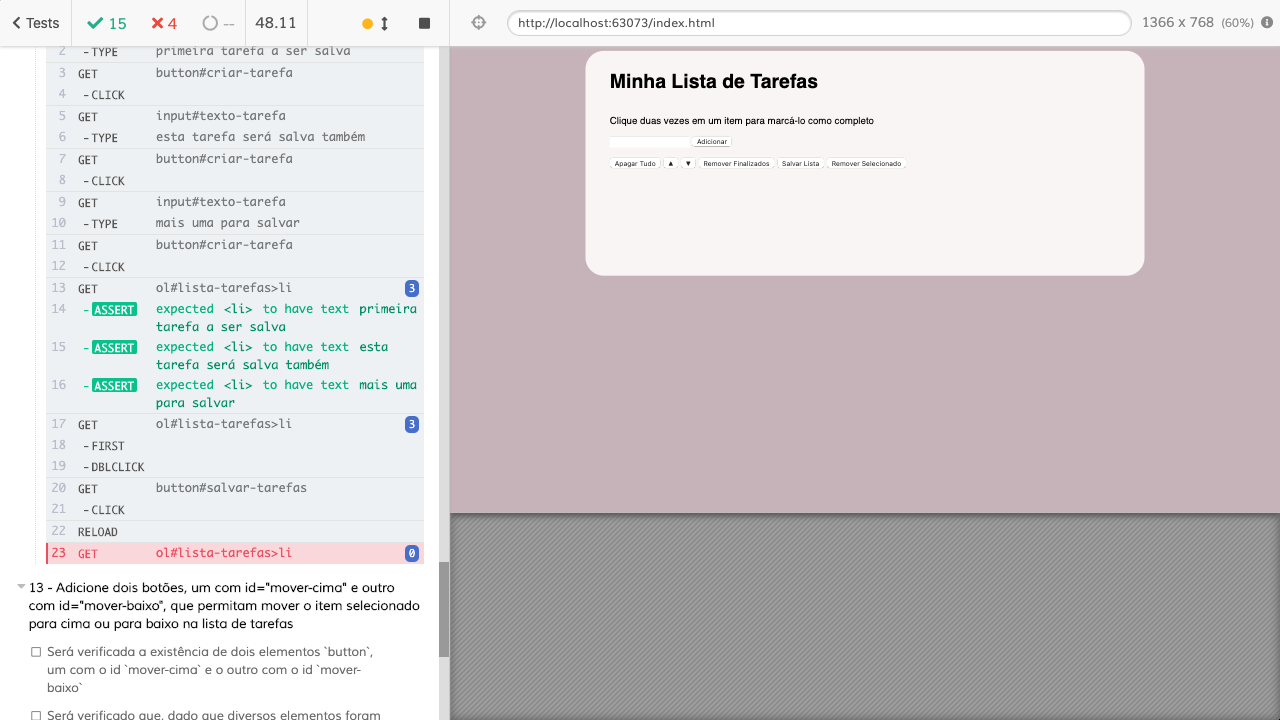 Tests
15
4
--
48.11
http://localhost:63073/index.html
1366 x 768 (60%)
2 -TYPE primeira tarefa a ser salva
3 GET button#criar-tarefa
4 -CLICK
5 GET input#texto-tarefa
6 -TYPE esta tarefa será salva também
7 GET button#criar-tarefa
8 -CLICK
9 GET input#texto-tarefa
10 -TYPE mais uma para salvar
11 GET button#criar-tarefa
12 -CLICK
13 GET ol#lista-tarefas>li 3
14 -ASSERT expected <li> to have text primeira
tarefa a ser salva
15 -ASSERT expected <li> to have text esta
tarefa será salva também
16 -ASSERT expected <li> to have text mais uma
para salvar
17 GET ol#lista-tarefas>li 3
18 -FIRST
19 -DBLCLICK
20 GET button#salvar-tarefas
21 -CLICK
22 RELOAD
23 GET ol#lista-tarefas>li 0
13 - Adicione dois botões, um com id="mover-cima" e outro
com id="mover-baixo", que permitam mover o item selecionado
para cima ou para baixo na lista de tarefas
Será verificada a existência de dois elementos `button`,
um com o id `mover-cima` e o outro com o id `mover-
baixo`
Será verificado que, dado que diversos elementos foram
Minha Lista de Tarefas
Clique duas vezes em um item para marcá-lo como completo
Adicionar
Apagar Tudo ▲ ▼ Remover Finalizados Salvar Lista Remover Selecionado